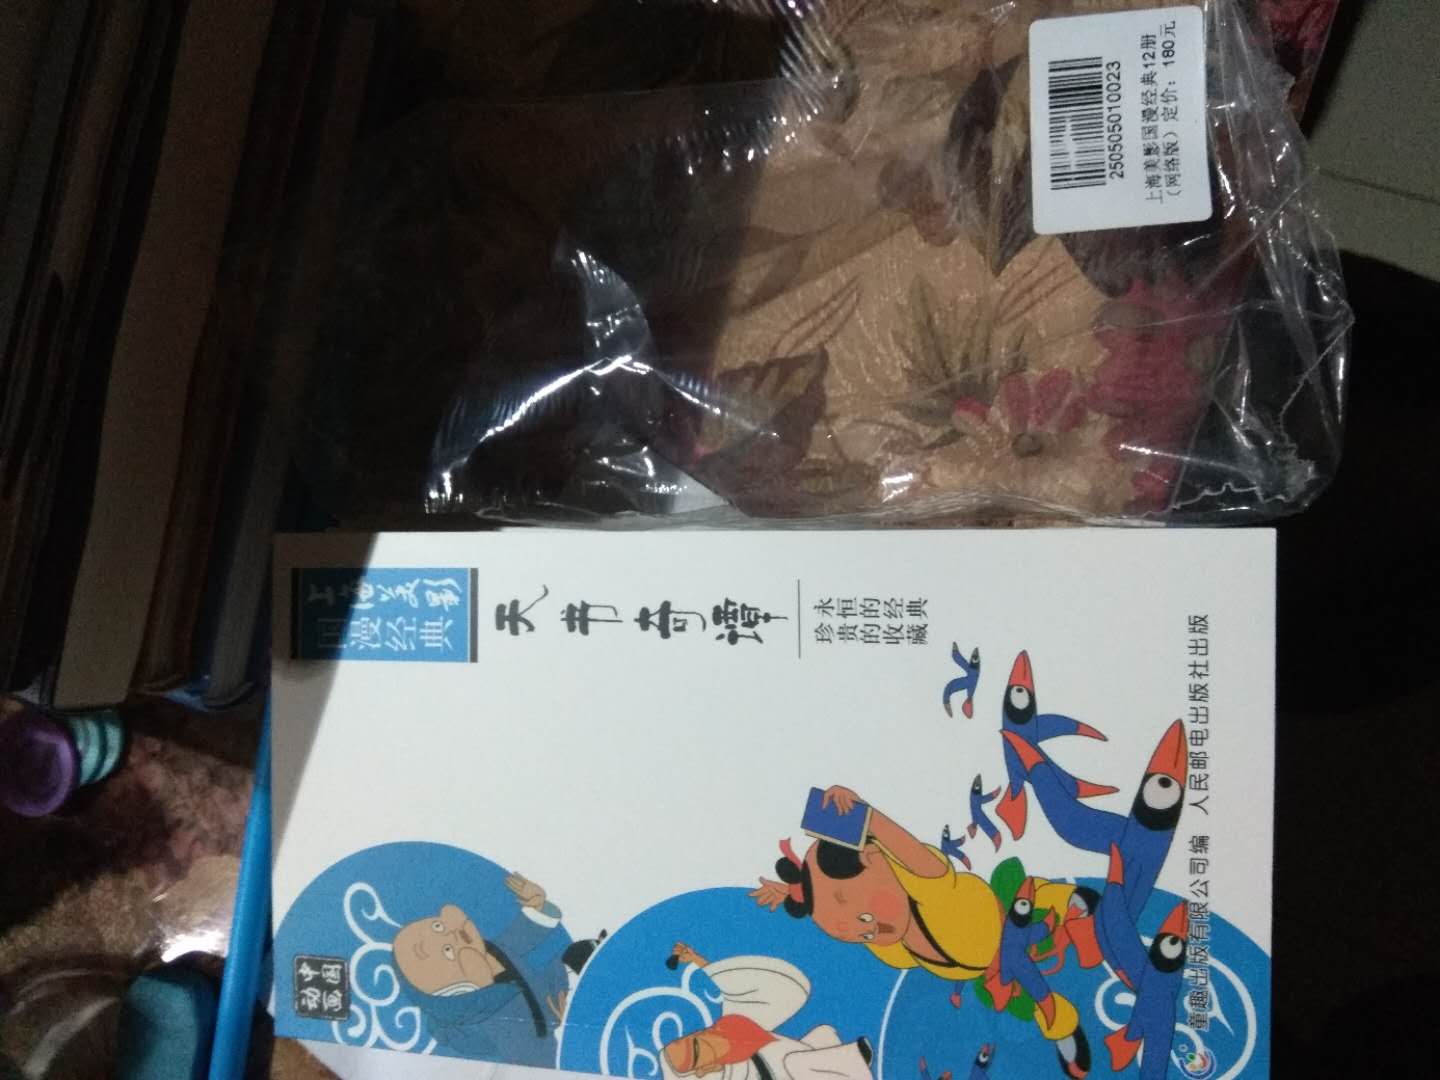 2505050100​23
上海美影国漫经典12册
（网络版）定价：180元
上海美影
国漫经典
天书奇谭
永恒的经典
珍贵的收藏
中国
动画
童趣出版有限公司编 人民邮电出版社出版